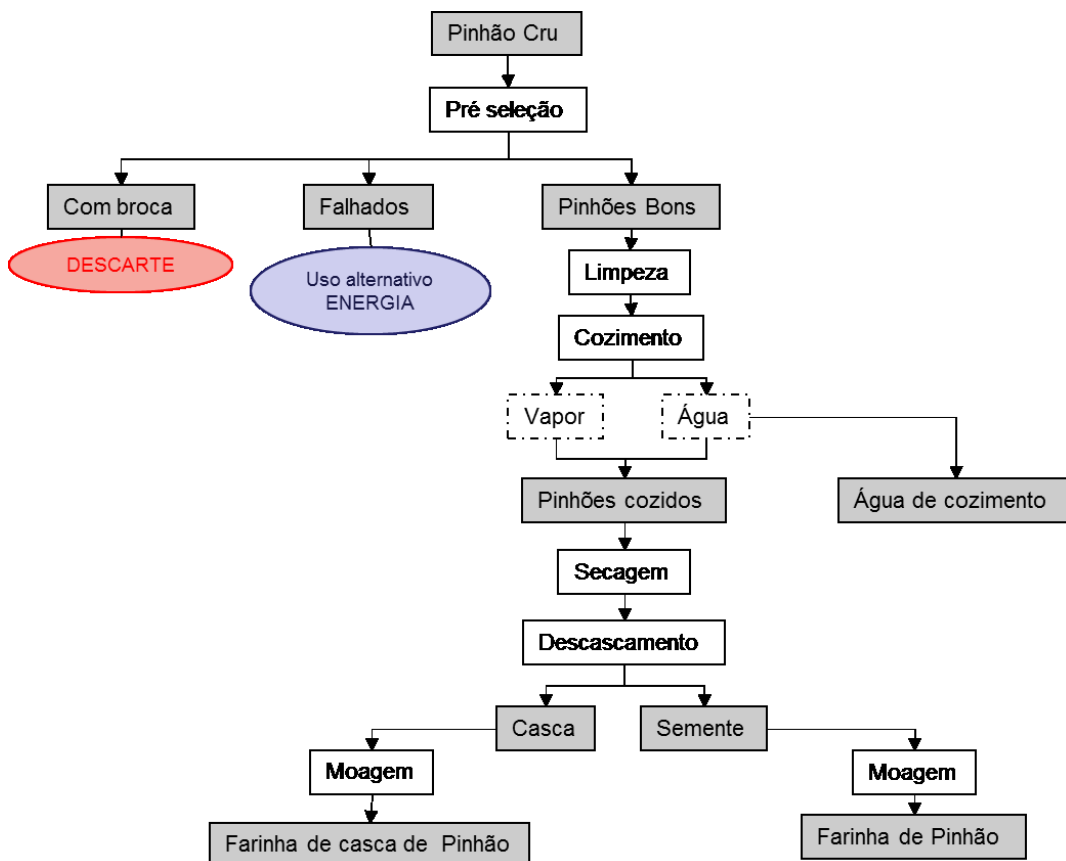 Pinhão Cru
Pré seleção
Com broca
Falhados
Pinhões Bons
DESCARTE
Uso alternativo
ENERGIA
Limpeza
Cozimento
Vapor
Água
Pinhões cozidos
Água de cozimento
Secagem
Descascamento
Casca
Semente
Moagem
Moagem
Farinha de casca de Pinhão
Farinha de Pinhão